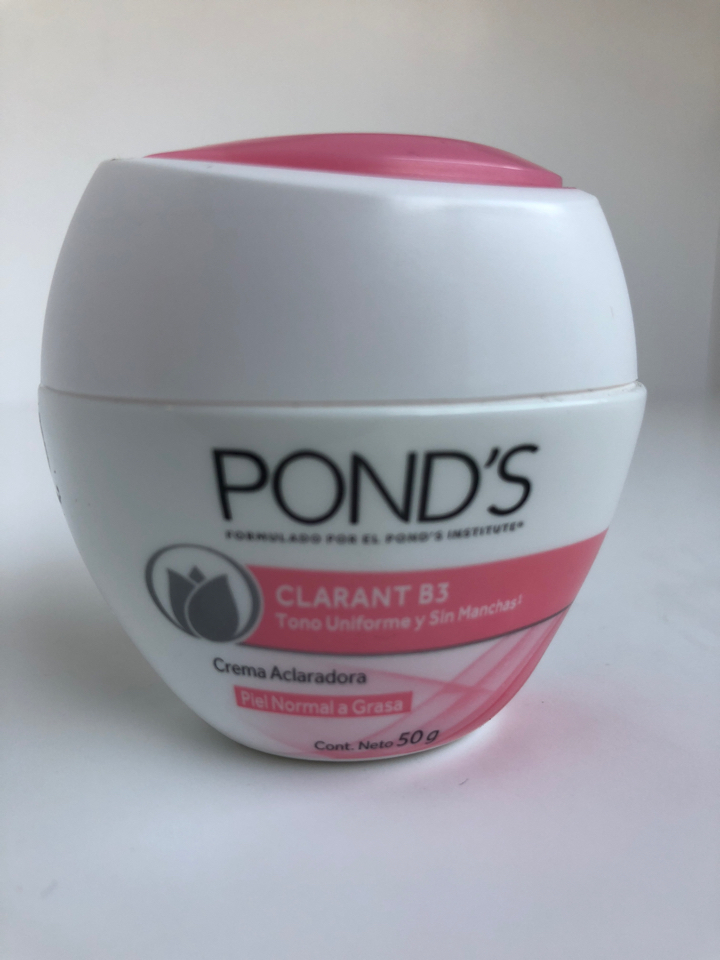 POND'S
FORMULADO POR EL POND'S INSTITUTE®
CLARANT B3
Tono Uniforme y Sin Manchas¹
Crema Aclaradora
Piel Normal a Grasa
Cont. Neto 50 g